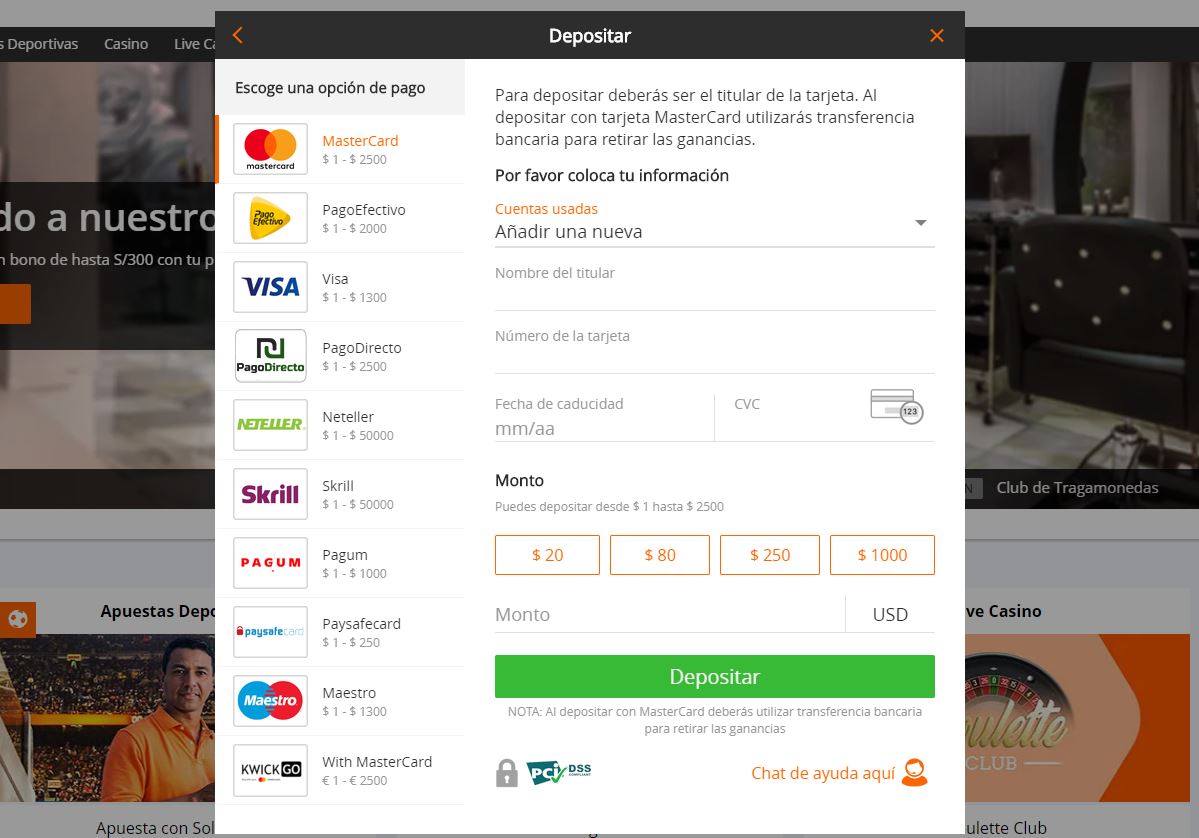 s Deportivas
Casino
Live Ca
do a nuestro
n bono de hasta S/300 con tu p
Depositar
Escoge una opción de pago
mastercard
MasterCard
$ 1 - $ 2500
Pago Efectivo
PagoEfectivo
$ 1 - $ 2000
VISA
Visa
$ 1 - $ 1300
PagoDirecto
PagoDirecto
$ 1 - $ 2500
NETELLER
Neteller
$ 1 - $ 50000
Skrill
Skrill
$ 1 - $ 50000
PAGUM
Pagum
$ 1 - $ 1000
paysafecard
Paysafecard
$ 1 - $ 250
Maestro
Maestro
$ 1 - $ 1300
KWICKGO
With MasterCard
€ 1 - € 2500
Para depositar deberás ser el titular de la tarjeta. Al
depositar con tarjeta MasterCard utilizarás transferencia
bancaria para retirar las ganancias.
Por favor coloca tu información
Cuentas usadas
Añadir una nueva
Nombre del titular
Número de la tarjeta
Fecha de caducidad
mm/aa
CVC
123
Monto
Puedes depositar desde $ 1 hasta $ 2500
$ 20
$ 80
$ 250
$ 1000
Monto
USD
Depositar
NOTA: Al depositar con MasterCard deberás utilizar transferencia bancaria
para retirar las ganancias
PCI DSS
COMPLIANT
Chat de ayuda aquí
N
Club de Tragamonedas
Apuestas Depo
ve Casino
oulette
CLUB
Apuesta con Sol
ulette Club